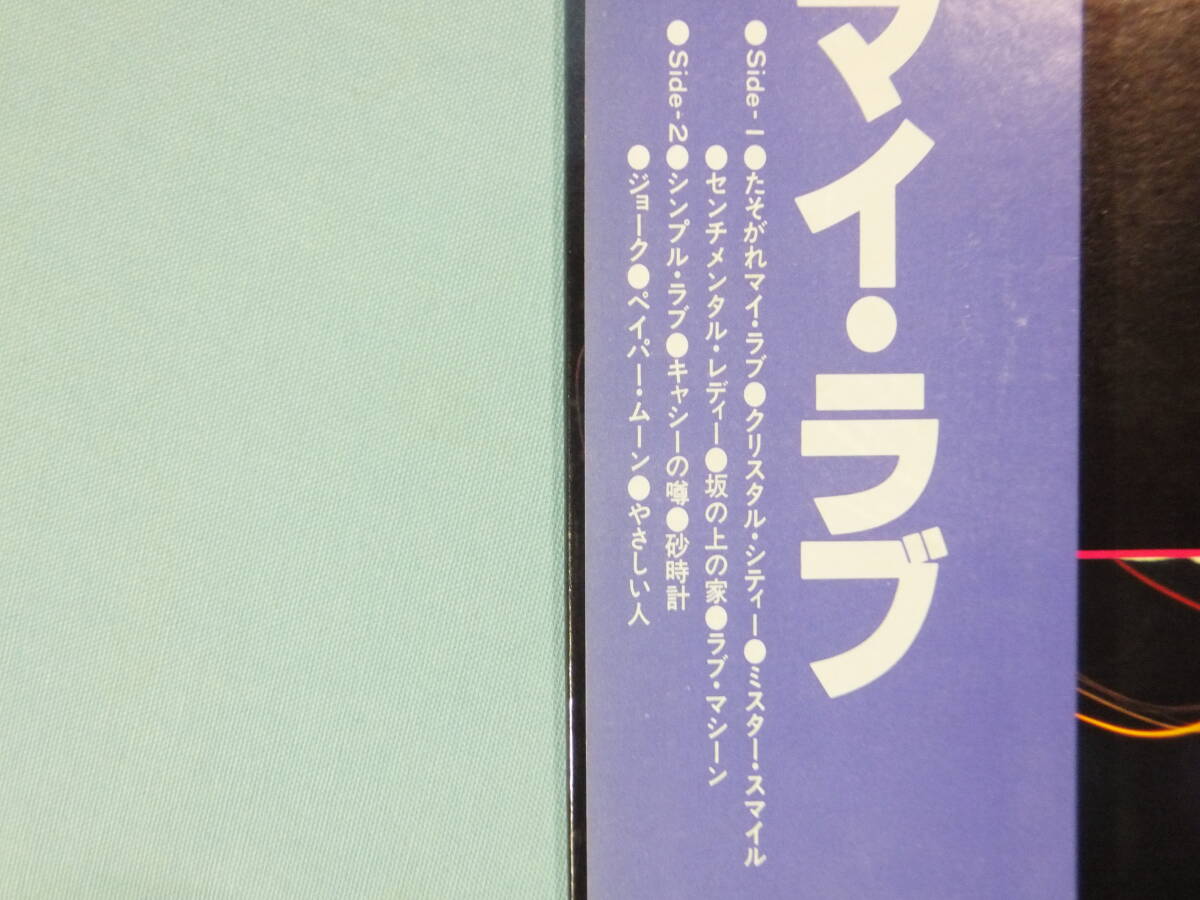 マイ・ラブ
●Side-1●たそがれマイ・ラブ●クリスタル・シティー●ミスター・スマイル
●センチメンタル・レディー●坂の上の家●ラブ・マシーン
●Side-2●シンプル・ラブ●キャシーの噂●砂時計
●ジョーク●ペイパー・ムーン●やさしい人